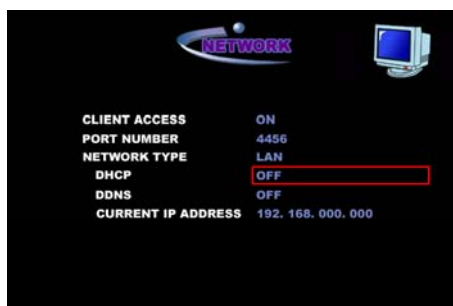 NETWORK
CLIENT ACCESS ON
PORT NUMBER 4456
NETWORK TYPE LAN
DHCP OFF
DDNS OFF
CURRENT IP ADDRESS 192. 168. 000. 000